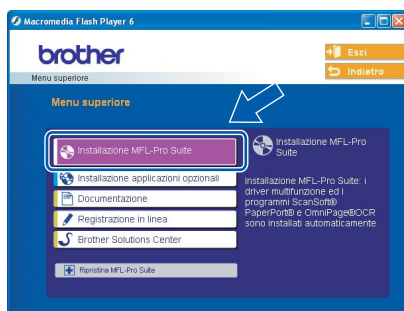 Macromedia Flash Player 6
brother
Esci
Indietro
Menu superiore
Menu superiore
Installazione MFL-Pro Suite
Installazione applicazioni opzionali
Documentazione
Registrazione in linea
Brother Solutions Center
Ripristina MFL-Pro Suite
Installazione MFL-Pro
Suite
Installazione MFL-Pro Suite: i
driver multifunzione ed i
programmi ScanSoft®
PaperPort® e OmniPage®OCR
sono installati automaticamente